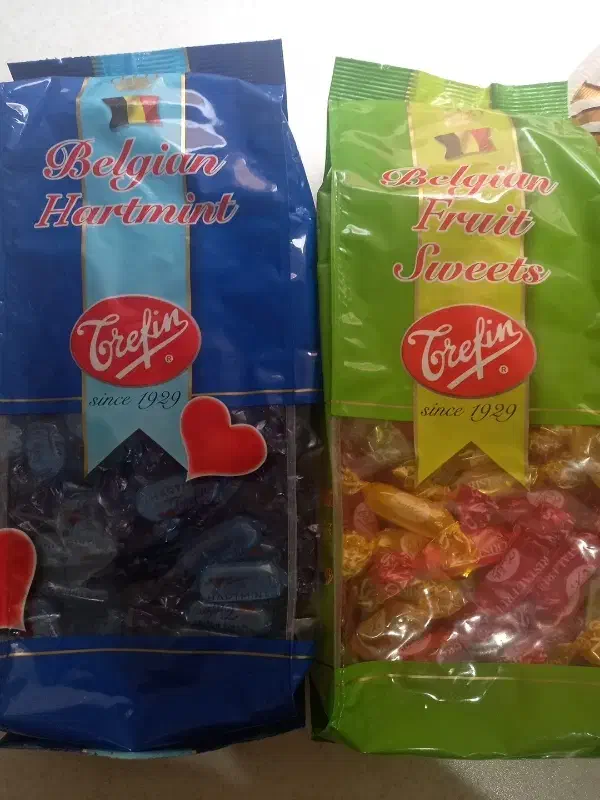 Belgian
Hartmint
Trefin
®
since 1929
Belgian
Fruit
Sweets
Trefin
®
since 1929